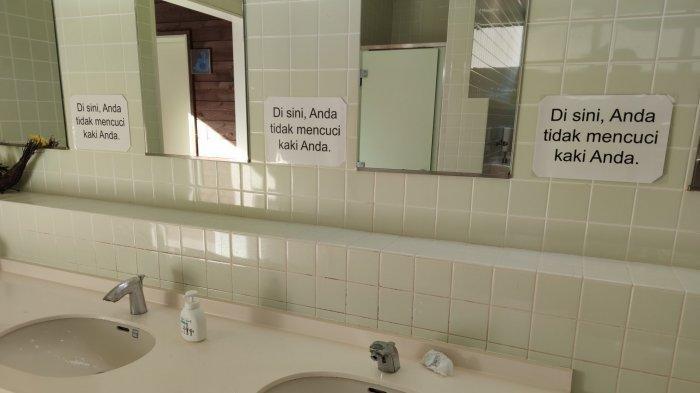 Di sini, Anda
tidak mencuci
kaki Anda.
Di sini, Anda
tidak mencuci
kaki Anda.
Di sini, Anda
tidak mencuci
kaki Anda.